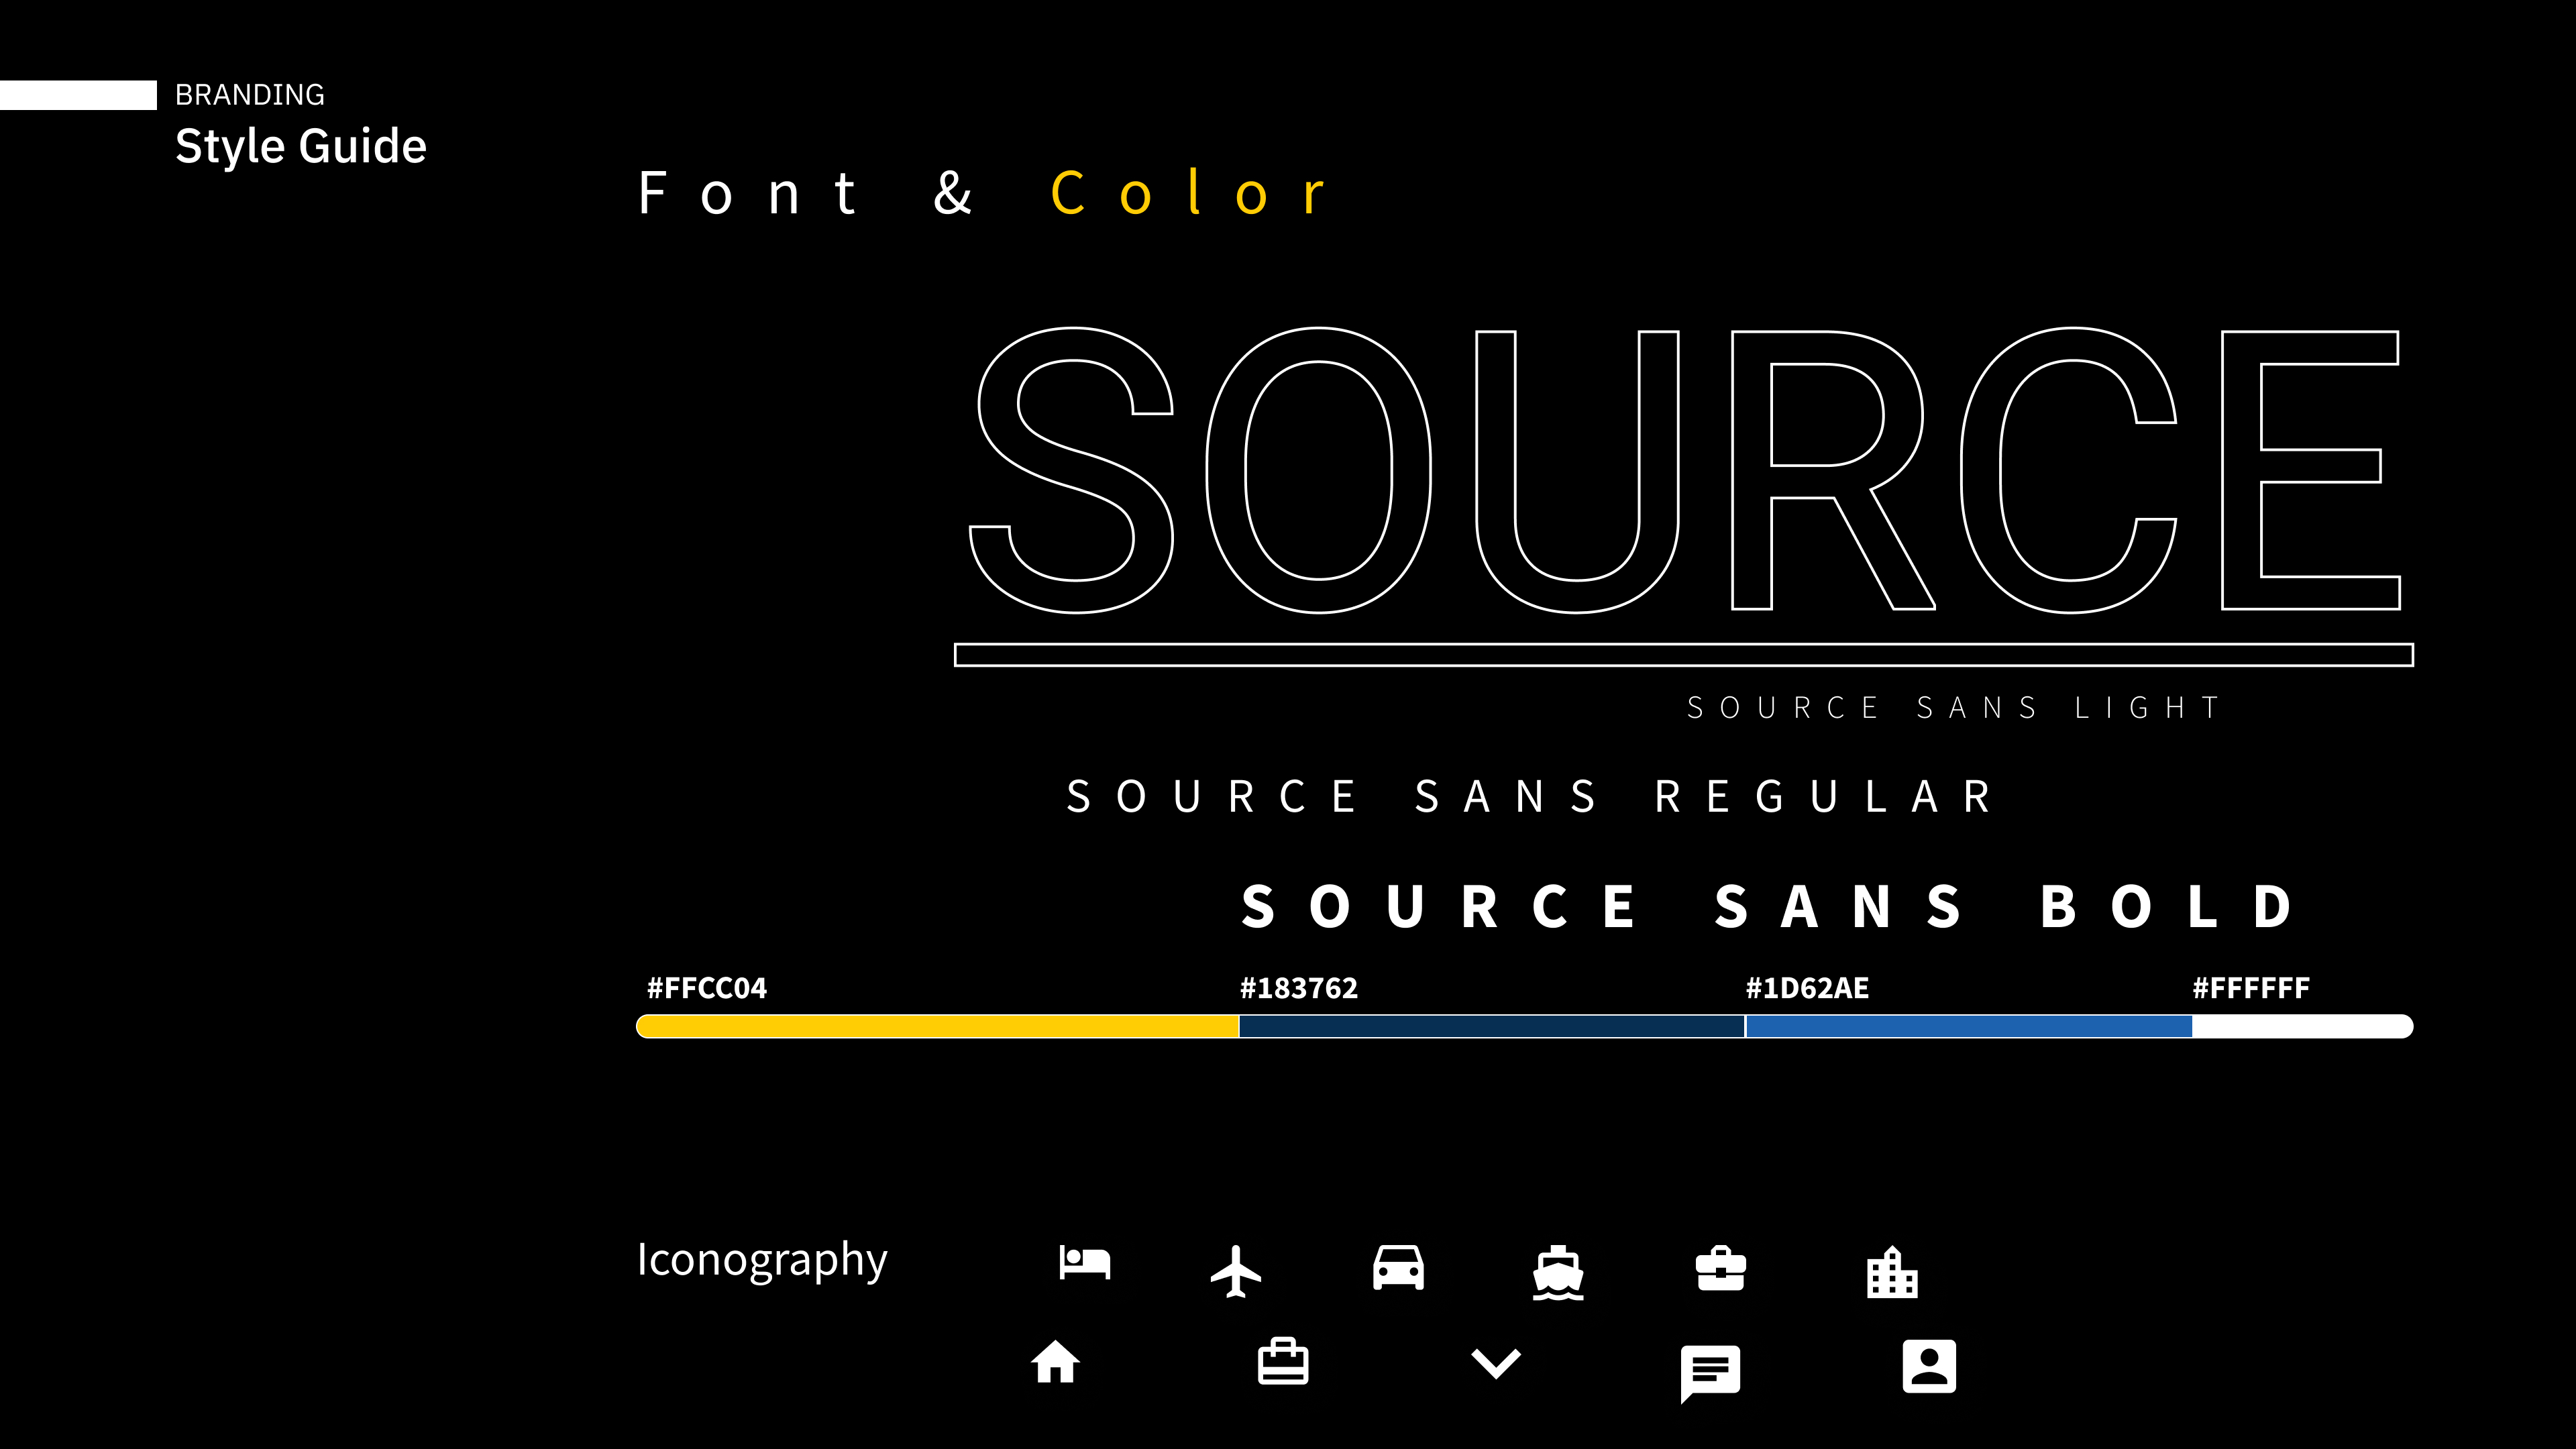 BRANDING
Style Guide
Font & Color
SOURCE
SOURCE SANS LIGHT
SOURCE SANS REGULAR
SOURCE SANS BOLD
#FFCC04 #183762 #1D62AE #FFFFFF
Iconography